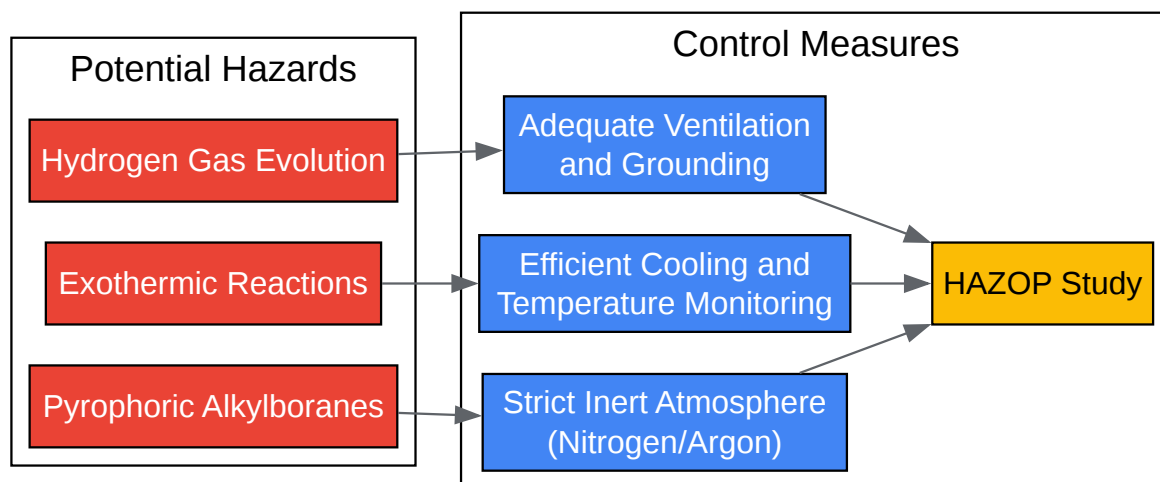 Potential Hazards
Hydrogen Gas Evolution
Exothermic Reactions
Pyrophoric Alkylboranes
Control Measures
Adequate Ventilation
and Grounding
Efficient Cooling and
Temperature Monitoring
Strict Inert Atmosphere
(Nitrogen/Argon)
HAZOP Study